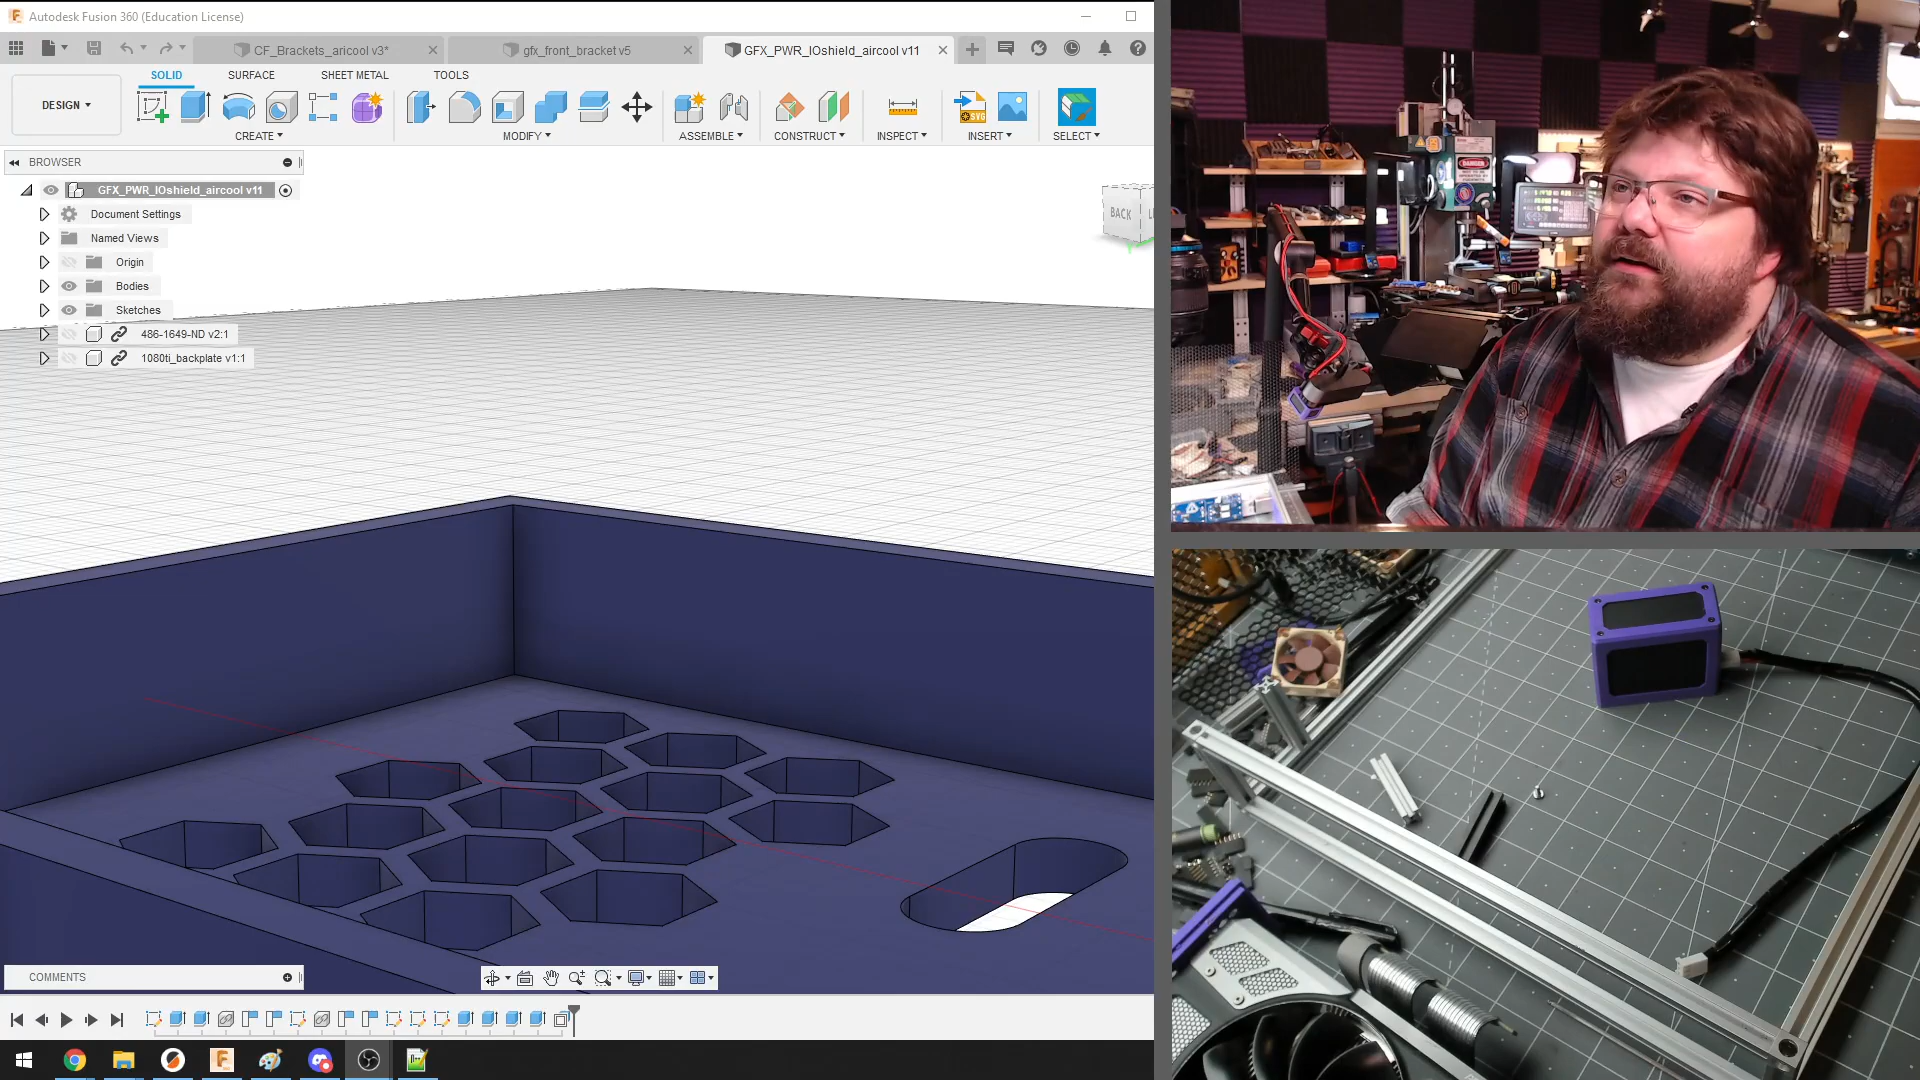 Autodesk Fusion 360 (Education License)
CF_Brackets_aricool v3*
gfx_front_bracket v5
GFX_PWR_IOshield_aircool v11
DESIGN
SOLID
SURFACE
SHEET METAL
TOOLS
CREATE
MODIFY
ASSEMBLE
CONSTRUCT
INSPECT
INSERT
SELECT
BROWSER
GFX_PWR_IOshield_aircool v11
Document Settings
Named Views
Origin
Bodies
Sketches
486-1649-ND v2:1
1080ti_backplate v1:1
BACK
DANGER
COMMENTS